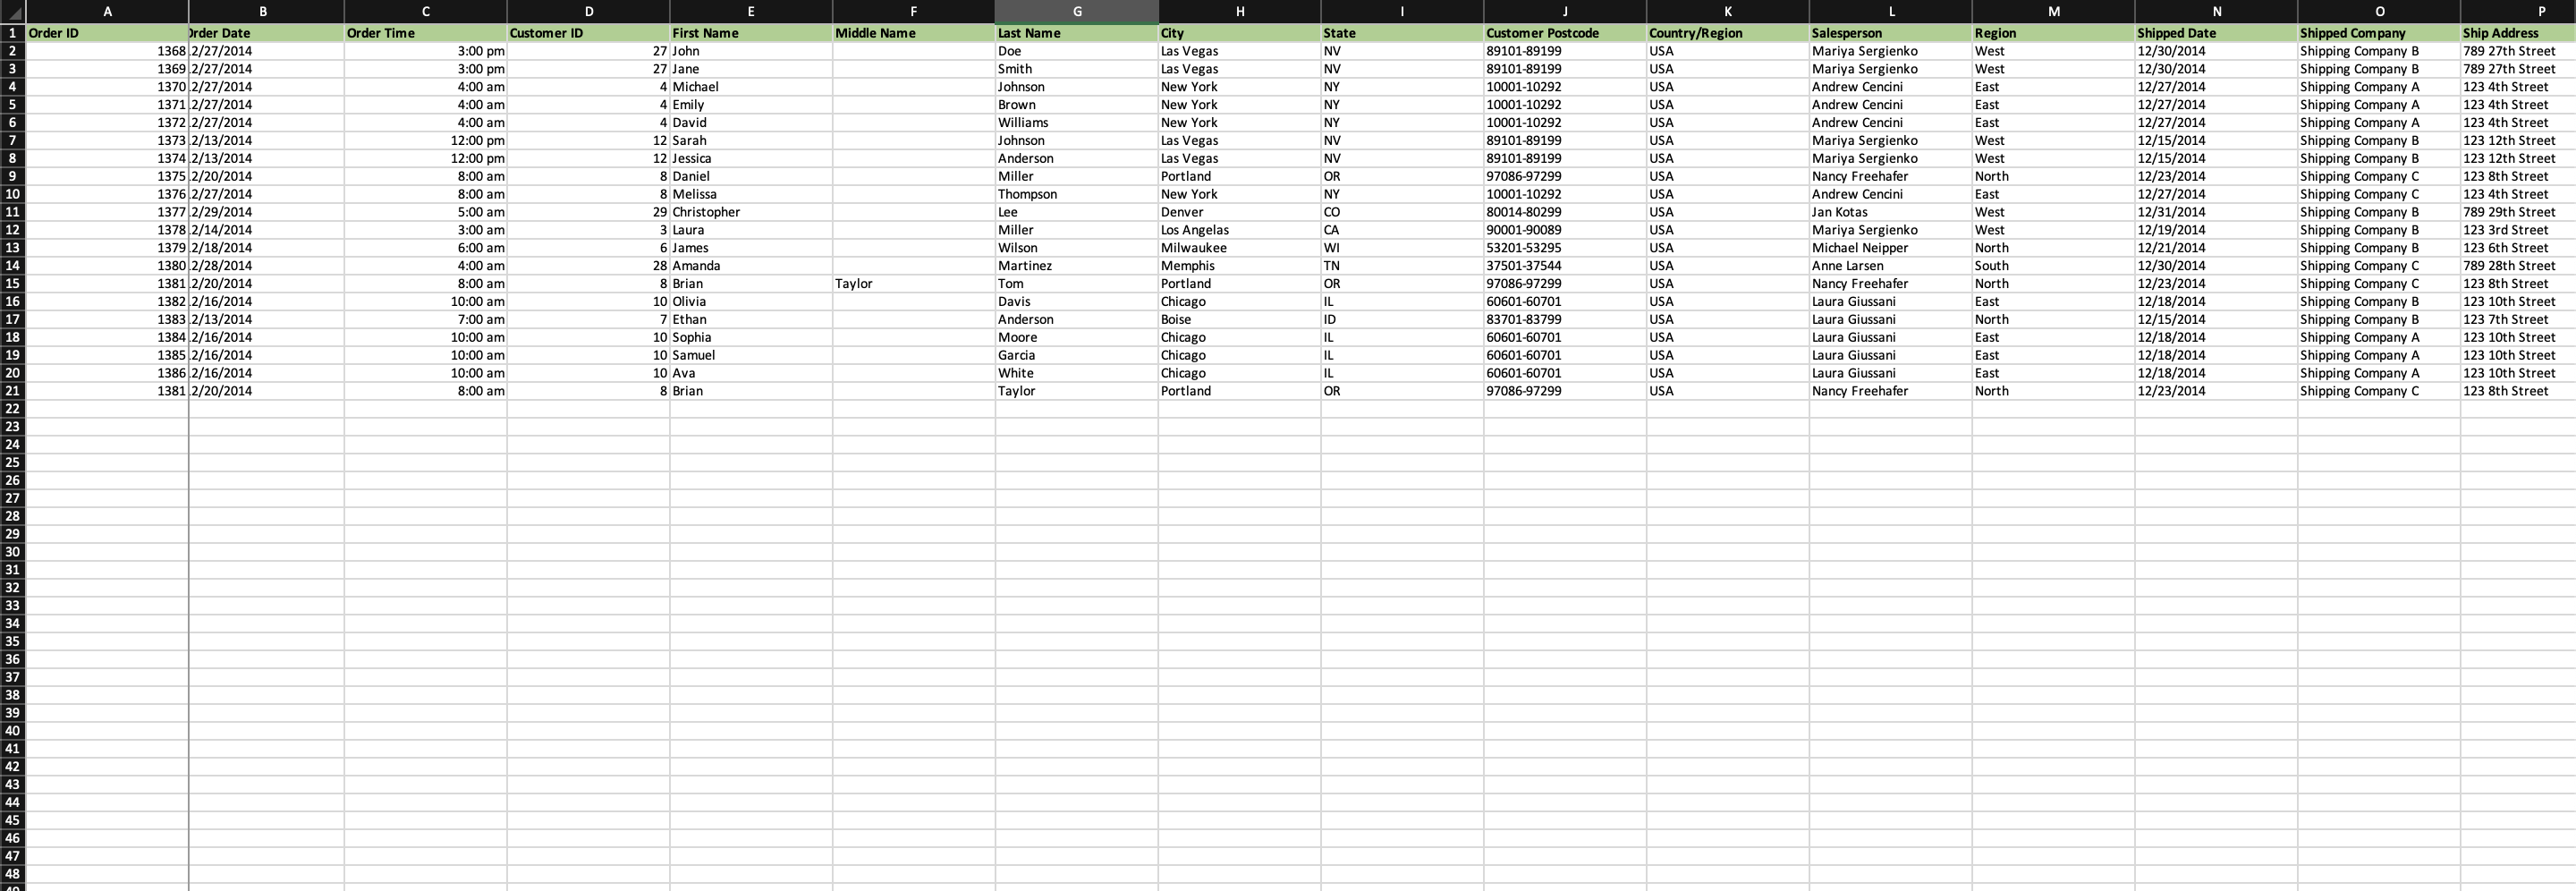 A B C D E F G H I J K L M N O P
1 Order ID Order Date Order Time Customer ID First Name Middle Name Last Name City State Customer Postcode Country/Region Salesperson Region Shipped Date Shipped Company Ship Address
2 1368 2/27/2014 3:00 pm 27 John Doe Las Vegas NV 89101-89199 USA Mariya Sergienko West 12/30/2014 Shipping Company B 789 27th Street
3 1369 2/27/2014 3:00 pm 27 Jane Smith Las Vegas NV 89101-89199 USA Mariya Sergienko West 12/30/2014 Shipping Company B 789 27th Street
4 1370 2/27/2014 4:00 am 4 Michael Johnson New York NY 10001-10292 USA Andrew Cencini East 12/27/2014 Shipping Company A 123 4th Street
5 1371 2/27/2014 4:00 am 4 Emily Brown New York NY 10001-10292 USA Andrew Cencini East 12/27/2014 Shipping Company A 123 4th Street
6 1372 2/27/2014 4:00 am 4 David Williams New York NY 10001-10292 USA Andrew Cencini East 12/27/2014 Shipping Company A 123 4th Street
7 1373 2/13/2014 12:00 pm 12 Sarah Johnson Las Vegas NV 89101-89199 USA Mariya Sergienko West 12/15/2014 Shipping Company B 123 12th Street
8 1374 2/13/2014 12:00 pm 12 Jessica Anderson Las Vegas NV 89101-89199 USA Mariya Sergienko West 12/15/2014 Shipping Company B 123 12th Street
9 1375 2/20/2014 8:00 am 8 Daniel Miller Portland OR 97086-97299 USA Nancy Freehafer North 12/23/2014 Shipping Company C 123 8th Street
10 1376 2/27/2014 8:00 am 8 Melissa Thompson New York NY 10001-10292 USA Andrew Cencini East 12/27/2014 Shipping Company C 123 4th Street
11 1377 2/29/2014 5:00 am 29 Christopher Lee Denver CO 80014-80299 USA Jan Kotas West 12/31/2014 Shipping Company B 789 29th Street
12 1378 2/14/2014 3:00 am 3 Laura Miller Los Angelas CA 90001-90089 USA Mariya Sergienko West 12/19/2014 Shipping Company B 123 3rd Street
13 1379 2/18/2014 6:00 am 6 James Wilson Milwaukee WI 53201-53295 USA Michael Neipper North 12/21/2014 Shipping Company B 123 6th Street
14 1380 2/28/2014 4:00 am 28 Amanda Martinez Memphis TN 37501-37544 USA Anne Larsen South 12/30/2014 Shipping Company C 789 28th Street
15 1381 2/20/2014 8:00 am 8 Brian Taylor Tom Portland OR 97086-97299 USA Nancy Freehafer North 12/23/2014 Shipping Company C 123 8th Street
16 1382 2/16/2014 10:00 am 10 Olivia Davis Chicago IL 60601-60701 USA Laura Giussani East 12/18/2014 Shipping Company B 123 10th Street
17 1383 2/13/2014 7:00 am 7 Ethan Anderson Boise ID 83701-83799 USA Laura Giussani North 12/15/2014 Shipping Company B 123 7th Street
18 1384 2/16/2014 10:00 am 10 Sophia Moore Chicago IL 60601-60701 USA Laura Giussani East 12/18/2014 Shipping Company A 123 10th Street
19 1385 2/16/2014 10:00 am 10 Samuel Garcia Chicago IL 60601-60701 USA Laura Giussani East 12/18/2014 Shipping Company A 123 10th Street
20 1386 2/16/2014 10:00 am 10 Ava White Chicago IL 60601-60701 USA Laura Giussani East 12/18/2014 Shipping Company A 123 10th Street
21 1381 2/20/2014 8:00 am 8 Brian Taylor Portland OR 97086-97299 USA Nancy Freehafer North 12/23/2014 Shipping Company C 123 8th Street
22
23
24
25
26
27
28
29
30
31
32
33
34
35
36
37
38
39
40
41
42
43
44
45
46
47
48